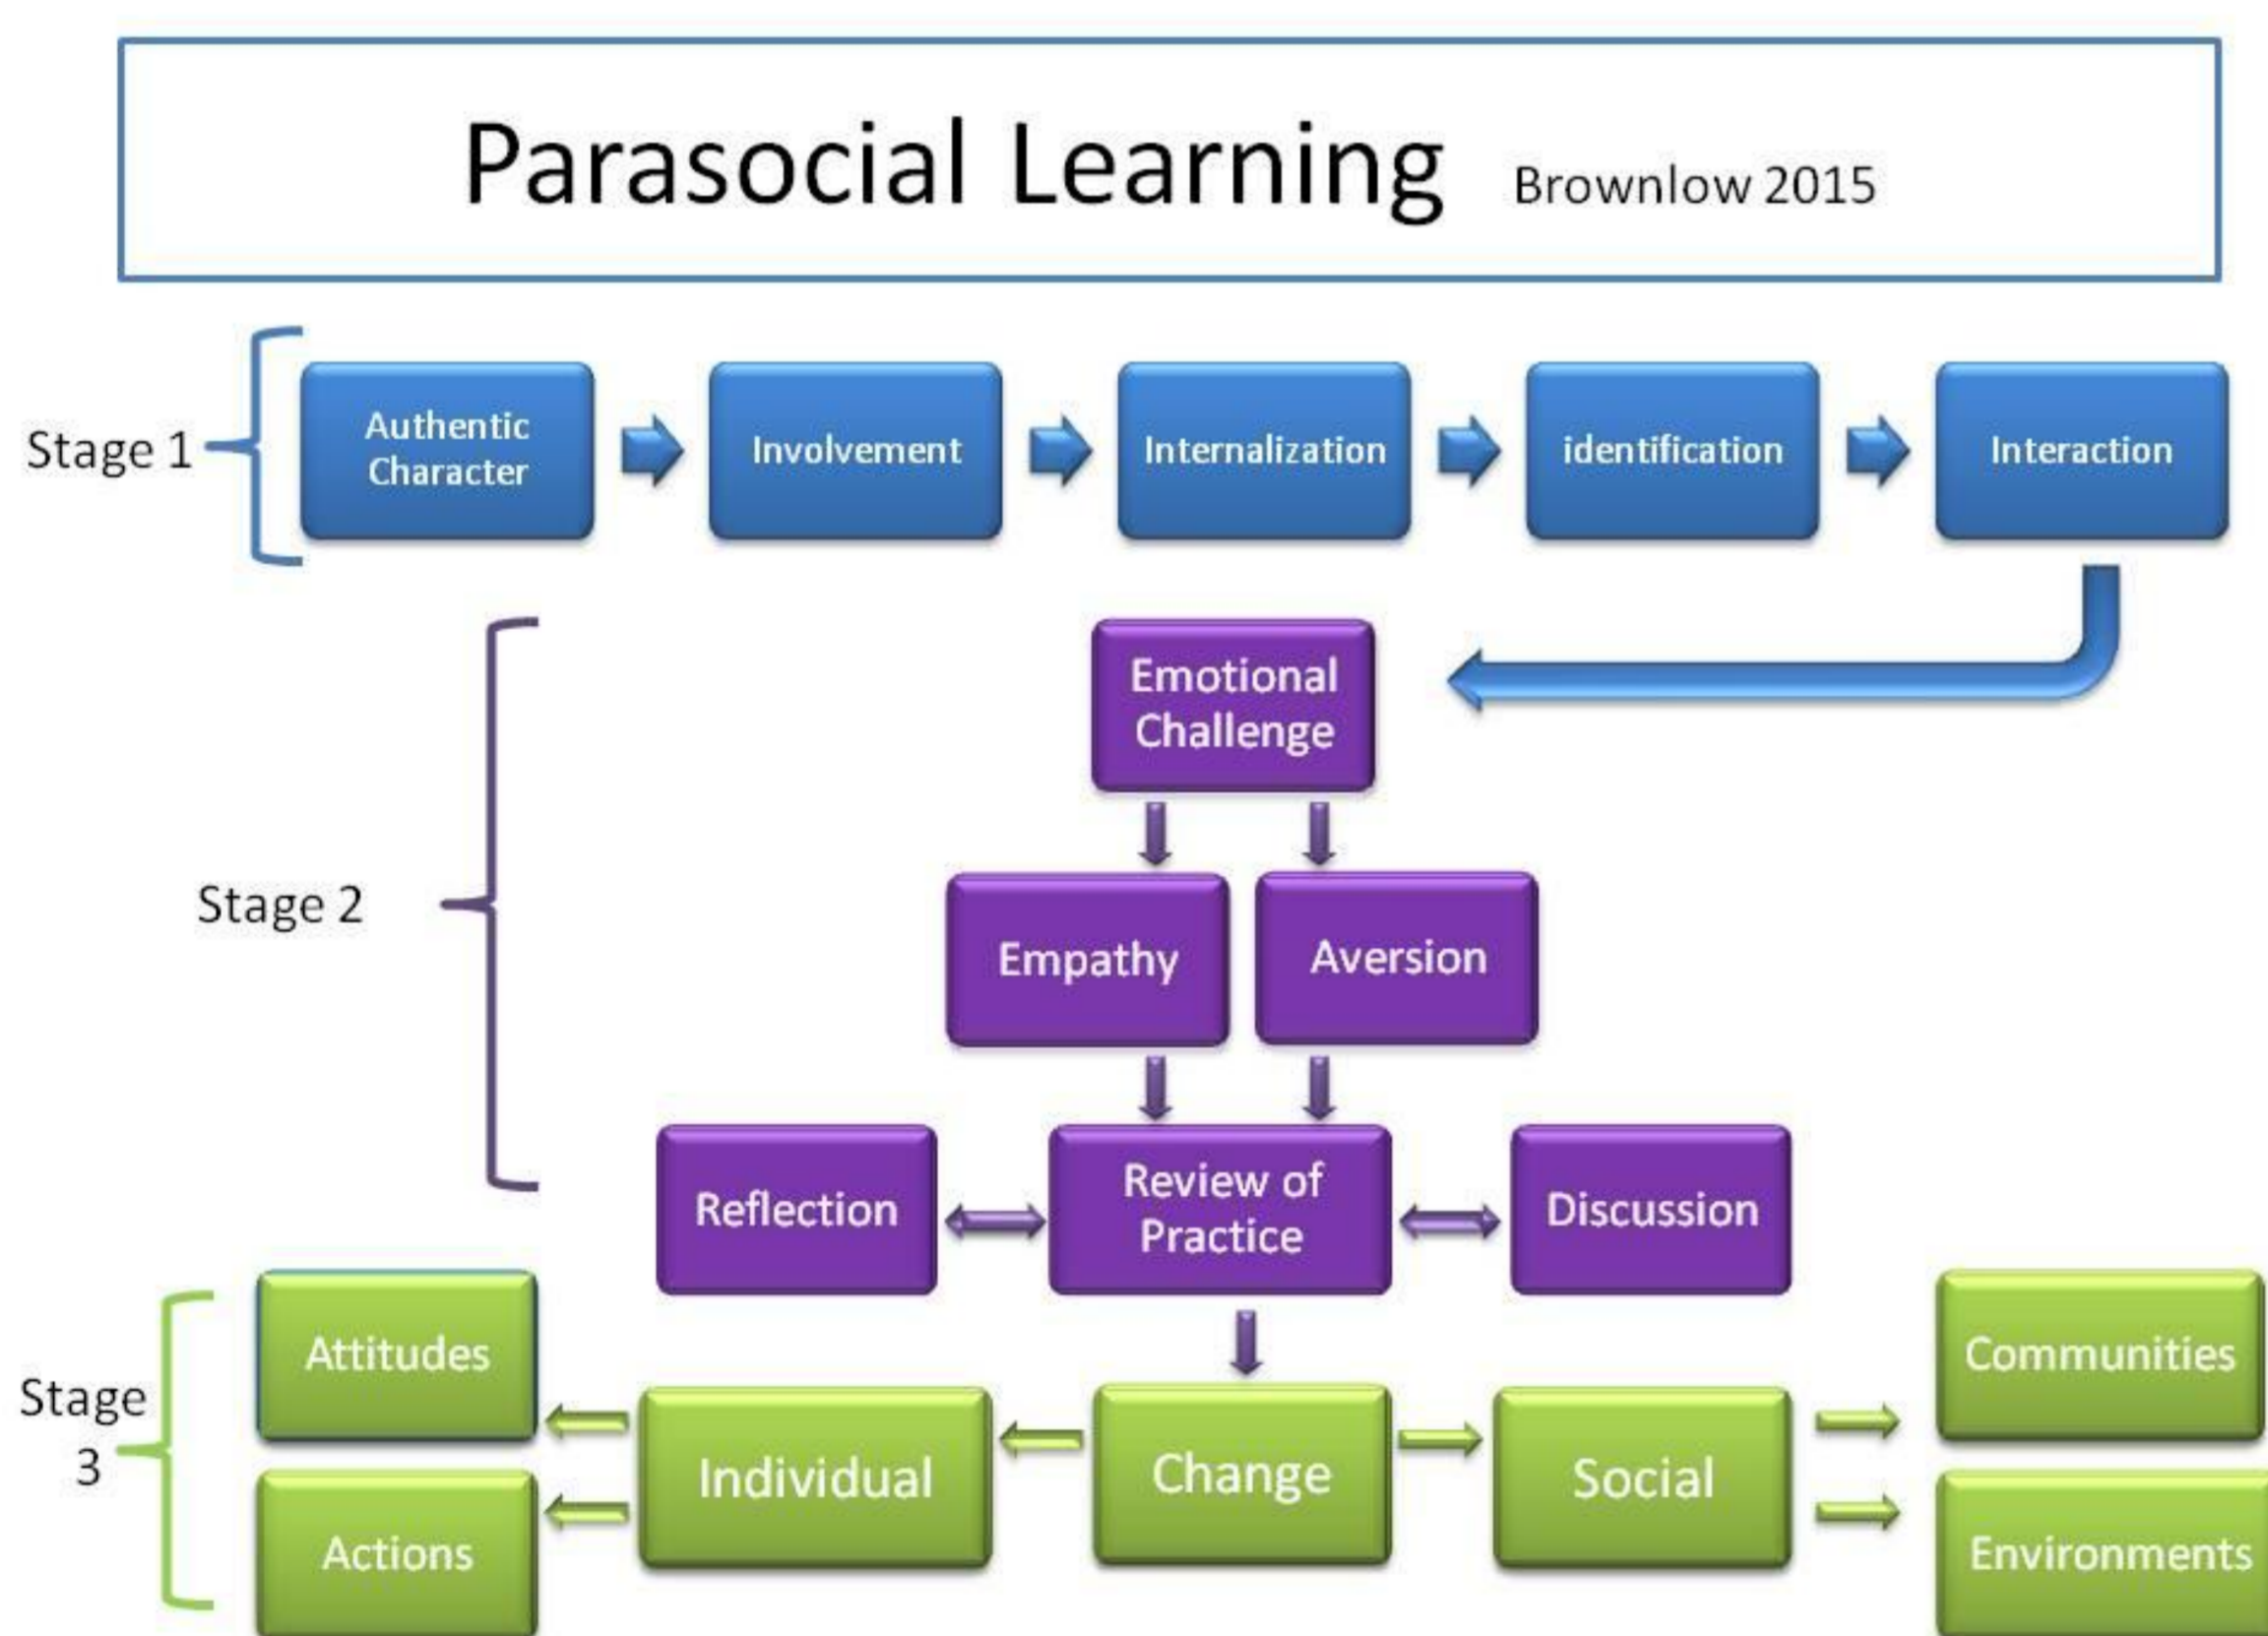 Parasocial Learning Brownlow 2015
Stage 1
Authentic
Character
Involvement
Internalization
identification
Interaction
Stage 2
Emotional
Challenge
Empathy
Aversion
Reflection
Review of
Practice
Discussion
Stage
3
Attitudes
Actions
Individual
Change
Social
Communities
Environments